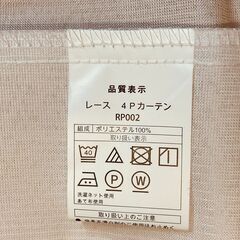 品質表示
レース 4Pカーテン
RP002
組成 ポリエステル100%
取り扱い表示
40
P W
洗濯ネット使用
あて布使用
取り扱い上のご注意